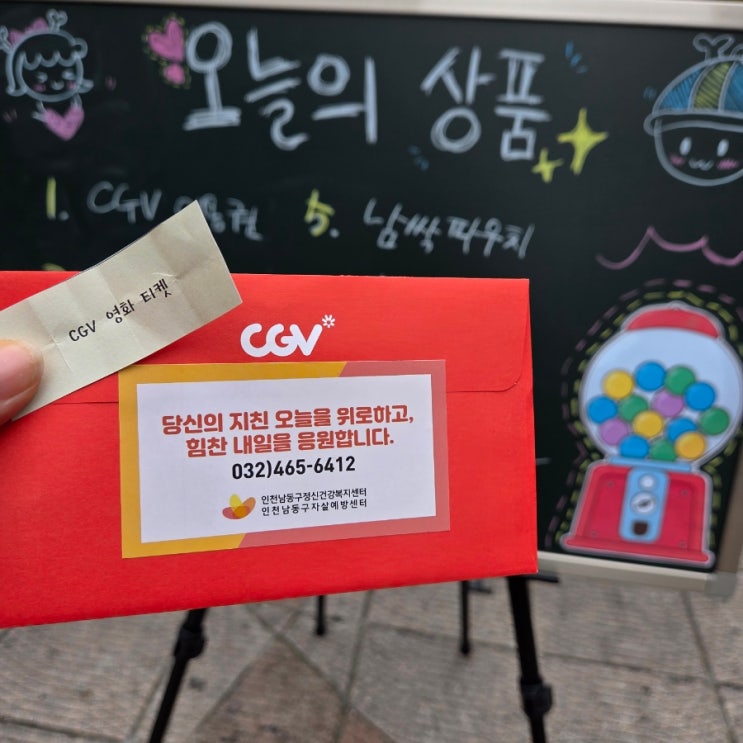 오늘의 상품
1. CGV
5. 남싹파우치
CGV 영화 티켓
CGV
당신의 지친 오늘을 위로하고,
힘찬 내일을 응원합니다.
032)465-6412
인천남동구정신건강복지센터
인천남동구자살예방센터